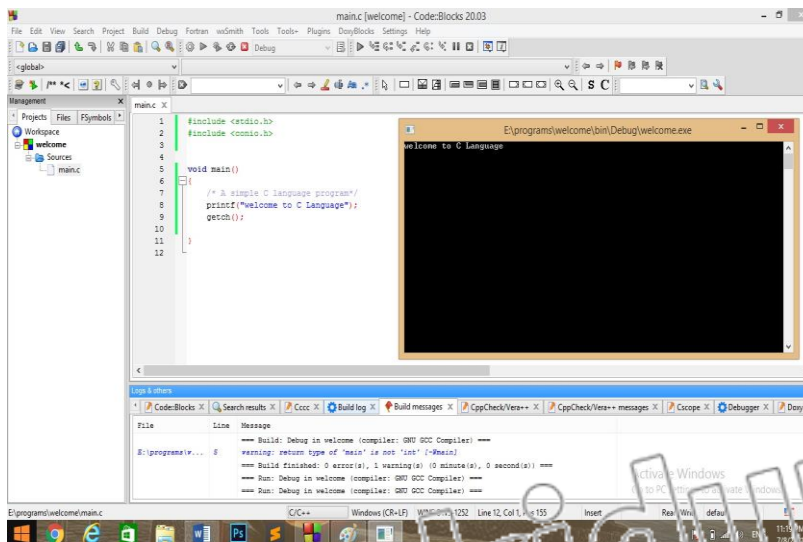 main.c [welcome] - Code::Blocks 20.03
File Edit View Search Project Build Debug Fortran wxSmith Tools Tools+ Plugins DoxyBlocks Settings Help
Debug
<global>
/** *< S C
Management
Projects Files FSymbols
Workspace
welcome
Sources
main.c
main.c X
1 #include <stdio.h>
2 #include <conio.h>
3
4
5 void main()
6 {
7 /* A simple C language program*/
8 printf("welcome to C Language");
9 getch();
10
11 }
12
E:\programs\welcome\bin\Debug\welcome.exe
welcome to C Language
Logs & others
Code::Blocks X Search results X Cccc X Build log X Build messages X CppCheck/Vera++ X CppCheck/Vera++ messages X Cscope X Debugger X Doxy
File Line Message
=== Build: Debug in welcome (compiler: GNU GCC Compiler) ===
E:\programs\w... 5 warning: return type of 'main' is not 'int' [-Wmain]
=== Build finished: 0 error(s), 1 warning(s) (0 minute(s), 0 second(s)) ===
=== Run: Debug in welcome (compiler: GNU GCC Compiler) ===
=== Run: Debug in welcome (compiler: GNU GCC Compiler) ===
Activate Windows
E:\programs\welcome\main.c C/C++ Windows (CR+LF) Line 12, Col 1, 155 Insert
Ps